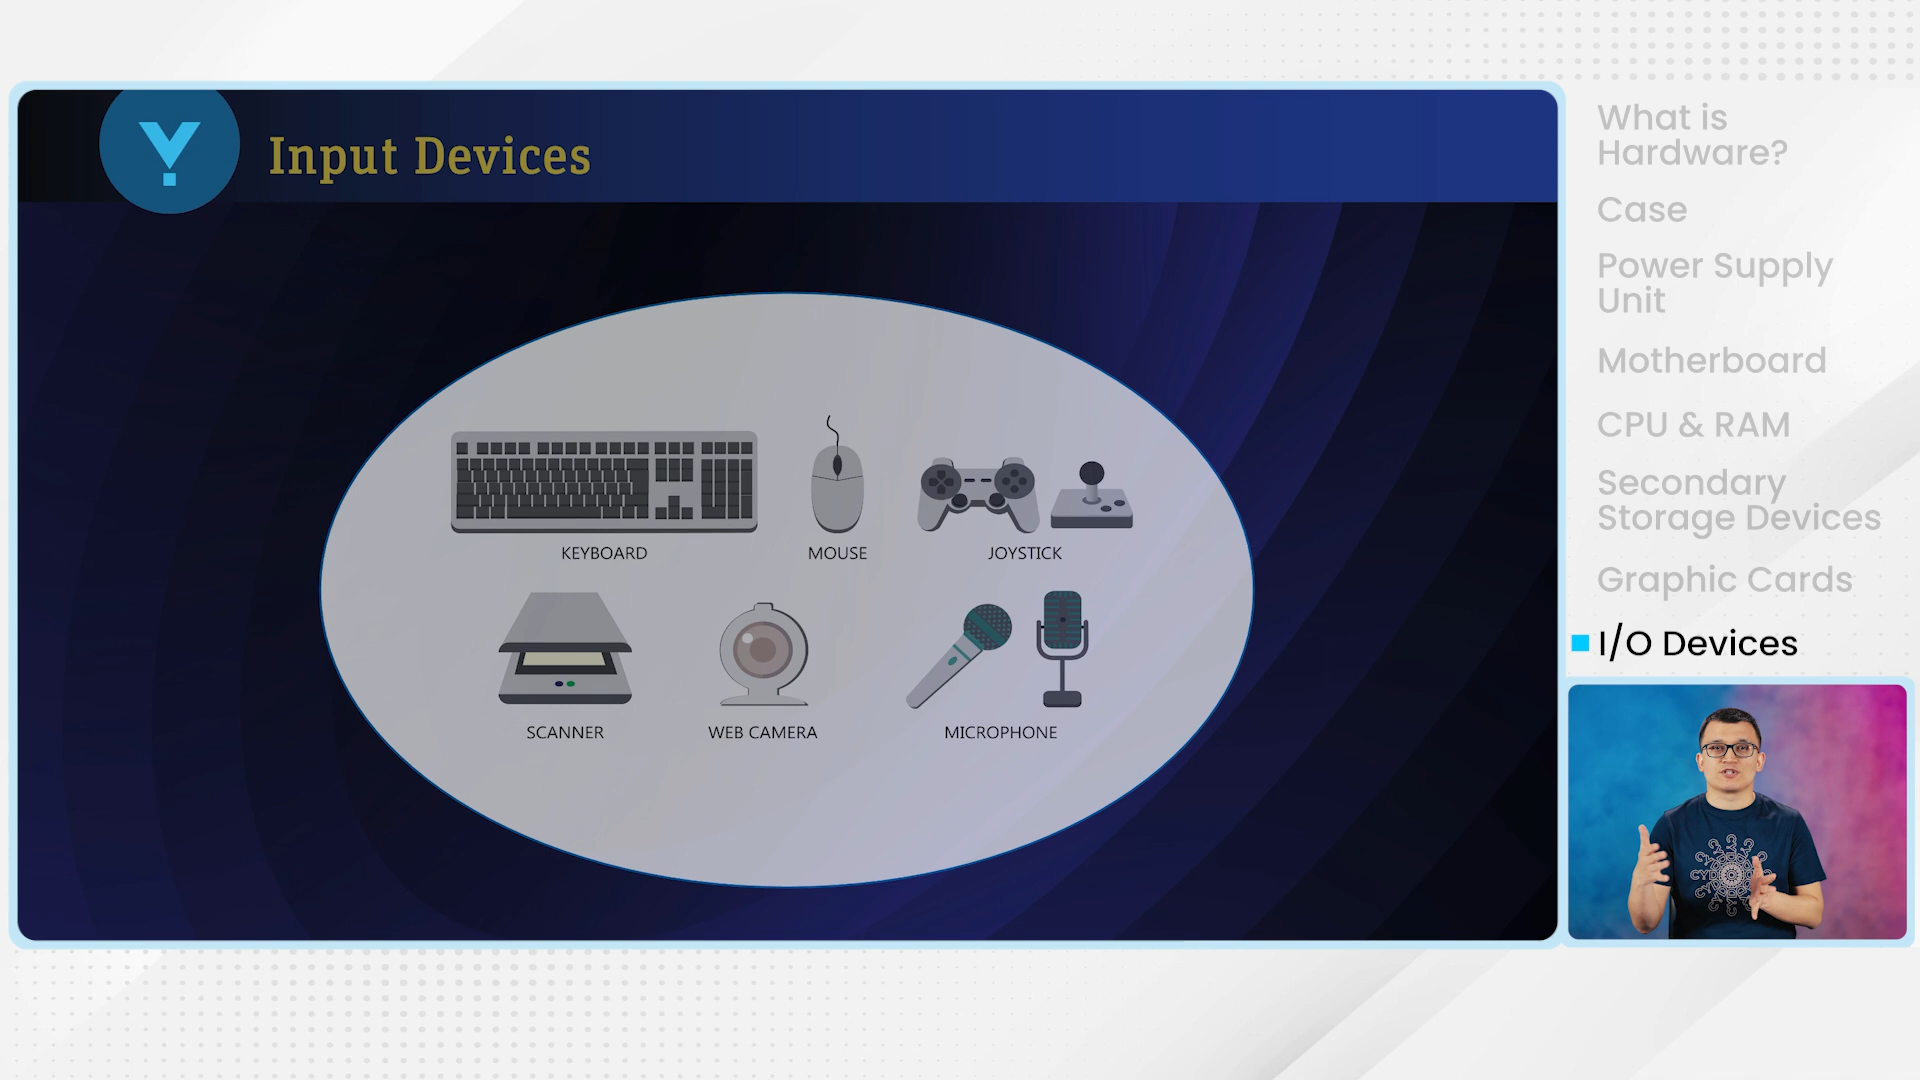 Input Devices
KEYBOARD
MOUSE
JOYSTICK
SCANNER
WEB CAMERA
MICROPHONE
What is
Hardware?
Case
Power Supply
Unit
Motherboard
CPU & RAM
Secondary
Storage Devices
Graphic Cards
I/O Devices